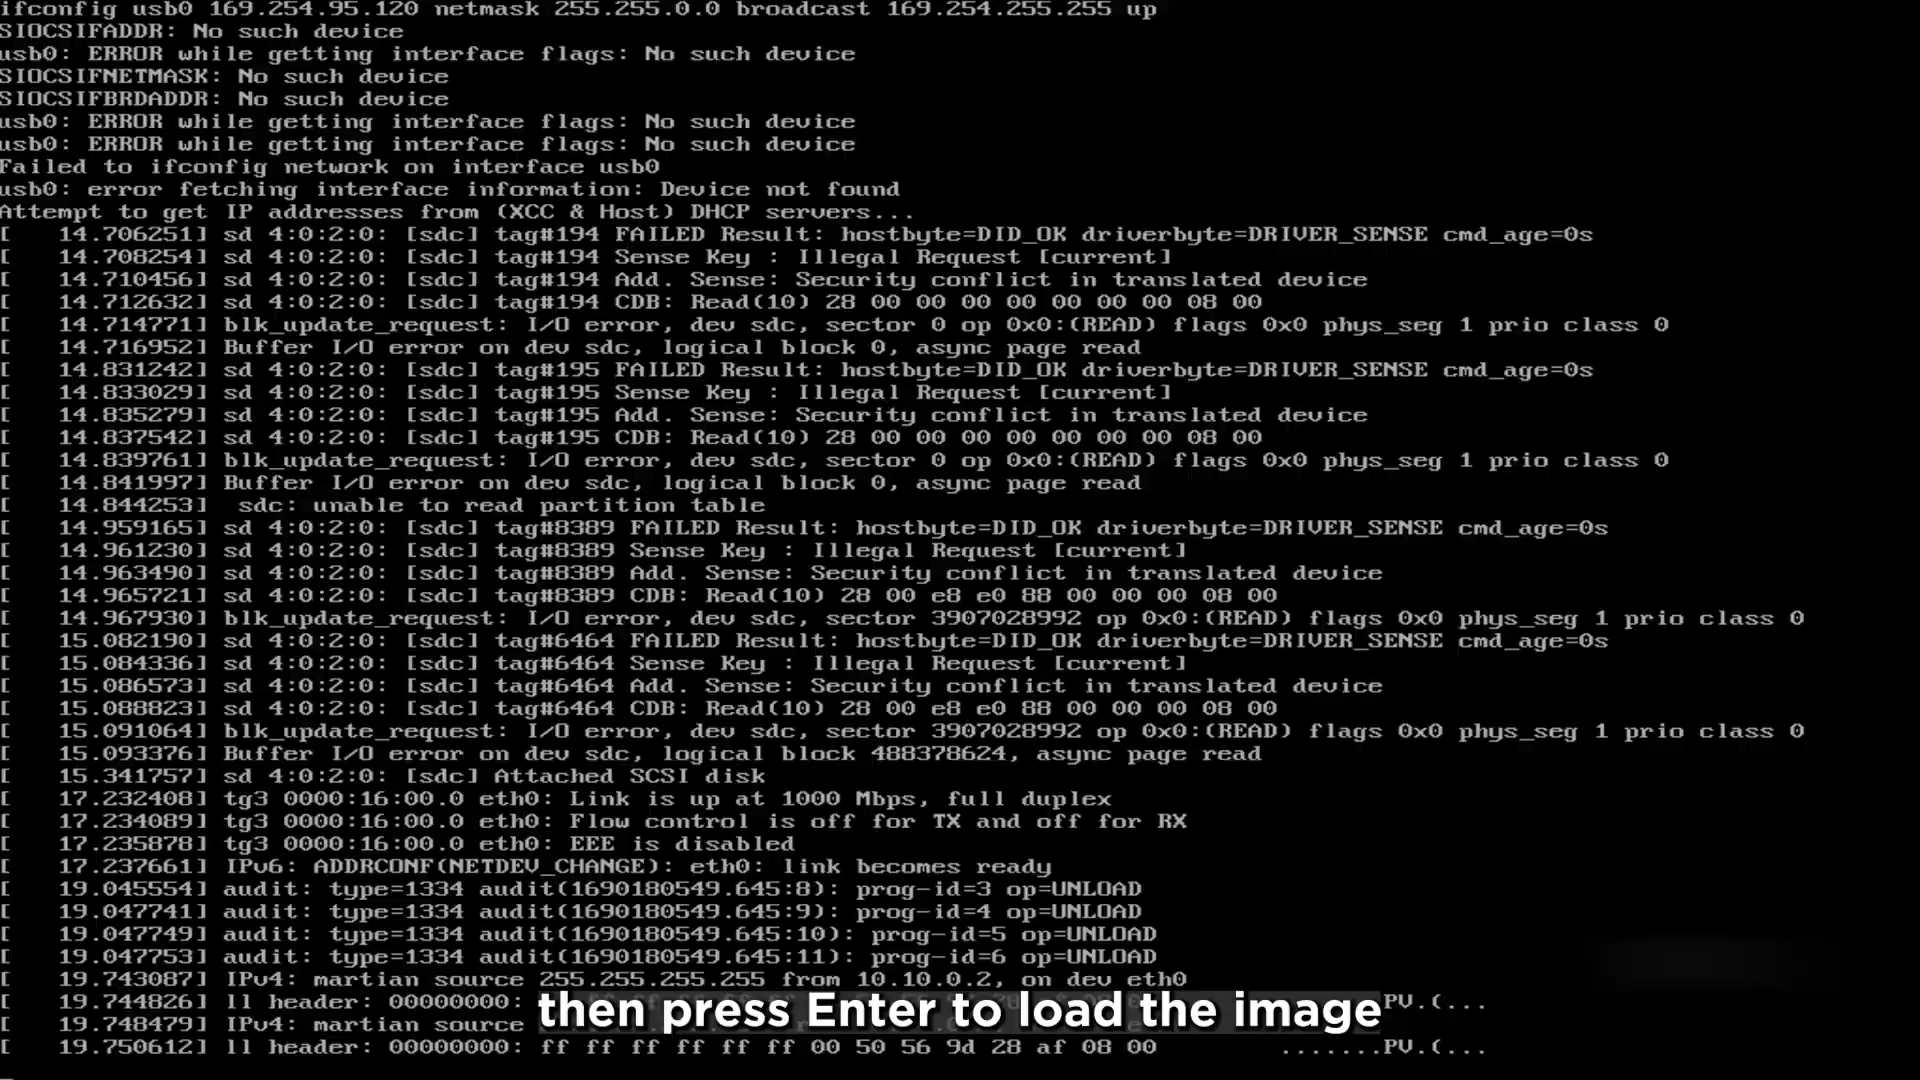 ifconfig usb0 169.254.95.120 netmask 255.255.0.0 broadcast 169.254.255.255 up
SIOCSIFADDR: No such device
usb0: ERROR while getting interface flags: No such device
SIOCSIFNETMASK: No such device
SIOCSIFBRDADDR: No such device
usb0: ERROR while getting interface flags: No such device
usb0: ERROR while getting interface flags: No such device
Failed to ifconfig network on interface usb0
usb0: error fetching interface information: Device not found
Attempt to get IP addresses from (XCC & Host) DHCP servers...
[   14.706251] sd 4:0:2:0: [sdc] tag#194 FAILED Result: hostbyte=DID_OK driverbyte=DRIVER_SENSE cmd_age=0s
[   14.708254] sd 4:0:2:0: [sdc] tag#194 Sense Key : Illegal Request [current]
[   14.710456] sd 4:0:2:0: [sdc] tag#194 Add. Sense: Security conflict in translated device
[   14.712632] sd 4:0:2:0: [sdc] tag#194 CDB: Read(10) 28 00 00 00 00 00 00 00 08 00
[   14.714771] blk_update_request: I/O error, dev sdc, sector 0 op 0x0:(READ) flags 0x0 phys_seg 1 prio class 0
[   14.716952] Buffer I/O error on dev sdc, logical block 0, async page read
[   14.831242] sd 4:0:2:0: [sdc] tag#195 FAILED Result: hostbyte=DID_OK driverbyte=DRIVER_SENSE cmd_age=0s
[   14.833029] sd 4:0:2:0: [sdc] tag#195 Sense Key : Illegal Request [current]
[   14.835279] sd 4:0:2:0: [sdc] tag#195 Add. Sense: Security conflict in translated device
[   14.837542] sd 4:0:2:0: [sdc] tag#195 CDB: Read(10) 28 00 00 00 00 00 00 00 08 00
[   14.839761] blk_update_request: I/O error, dev sdc, sector 0 op 0x0:(READ) flags 0x0 phys_seg 1 prio class 0
[   14.841997] Buffer I/O error on dev sdc, logical block 0, async page read
[   14.844253]  sdc: unable to read partition table
[   14.959165] sd 4:0:2:0: [sdc] tag#8389 FAILED Result: hostbyte=DID_OK driverbyte=DRIVER_SENSE cmd_age=0s
[   14.961230] sd 4:0:2:0: [sdc] tag#8389 Sense Key : Illegal Request [current]
[   14.963490] sd 4:0:2:0: [sdc] tag#8389 Add. Sense: Security conflict in translated device
[   14.965721] sd 4:0:2:0: [sdc] tag#8389 CDB: Read(10) 28 00 e8 e0 88 00 00 00 08 00
[   14.967930] blk_update_request: I/O error, dev sdc, sector 3907028992 op 0x0:(READ) flags 0x0 phys_seg 1 prio class 0
[   15.082190] sd 4:0:2:0: [sdc] tag#6464 FAILED Result: hostbyte=DID_OK driverbyte=DRIVER_SENSE cmd_age=0s
[   15.084336] sd 4:0:2:0: [sdc] tag#6464 Sense Key : Illegal Request [current]
[   15.086573] sd 4:0:2:0: [sdc] tag#6464 Add. Sense: Security conflict in translated device
[   15.088823] sd 4:0:2:0: [sdc] tag#6464 CDB: Read(10) 28 00 e8 e0 88 00 00 00 08 00
[   15.091064] blk_update_request: I/O error, dev sdc, sector 3907028992 op 0x0:(READ) flags 0x0 phys_seg 1 prio class 0
[   15.093376] Buffer I/O error on dev sdc, logical block 488378624, async page read
[   15.341757] sd 4:0:2:0: [sdc] Attached SCSI disk
[   17.232408] tg3 0000:16:00.0 eth0: Link is up at 1000 Mbps, full duplex
[   17.234089] tg3 0000:16:00.0 eth0: Flow control is off for TX and off for RX
[   17.235878] tg3 0000:16:00.0 eth0: EEE is disabled
[   17.237661] IPv6: ADDRCONF(NETDEV_CHANGE): eth0: link becomes ready
[   19.045554] audit: type=1334 audit(1690180549.645:8): prog-id=3 op=UNLOAD
[   19.047741] audit: type=1334 audit(1690180549.645:9): prog-id=4 op=UNLOAD
[   19.047749] audit: type=1334 audit(1690180549.645:10): prog-id=5 op=UNLOAD
[   19.047753] audit: type=1334 audit(1690180549.645:11): prog-id=6 op=UNLOAD
[   19.743087] IPv4: martian source 255.255.255.255 from 10.10.0.2, on dev eth0
[   19.744826] ll header: 00000000: PV.(...
then press Enter to load the image
[   19.748479] IPv4: martian source
[   19.750612] ll header: 00000000: ff ff ff ff ff ff 00 50 56 9d 28 af 08 00        .......PV.(...